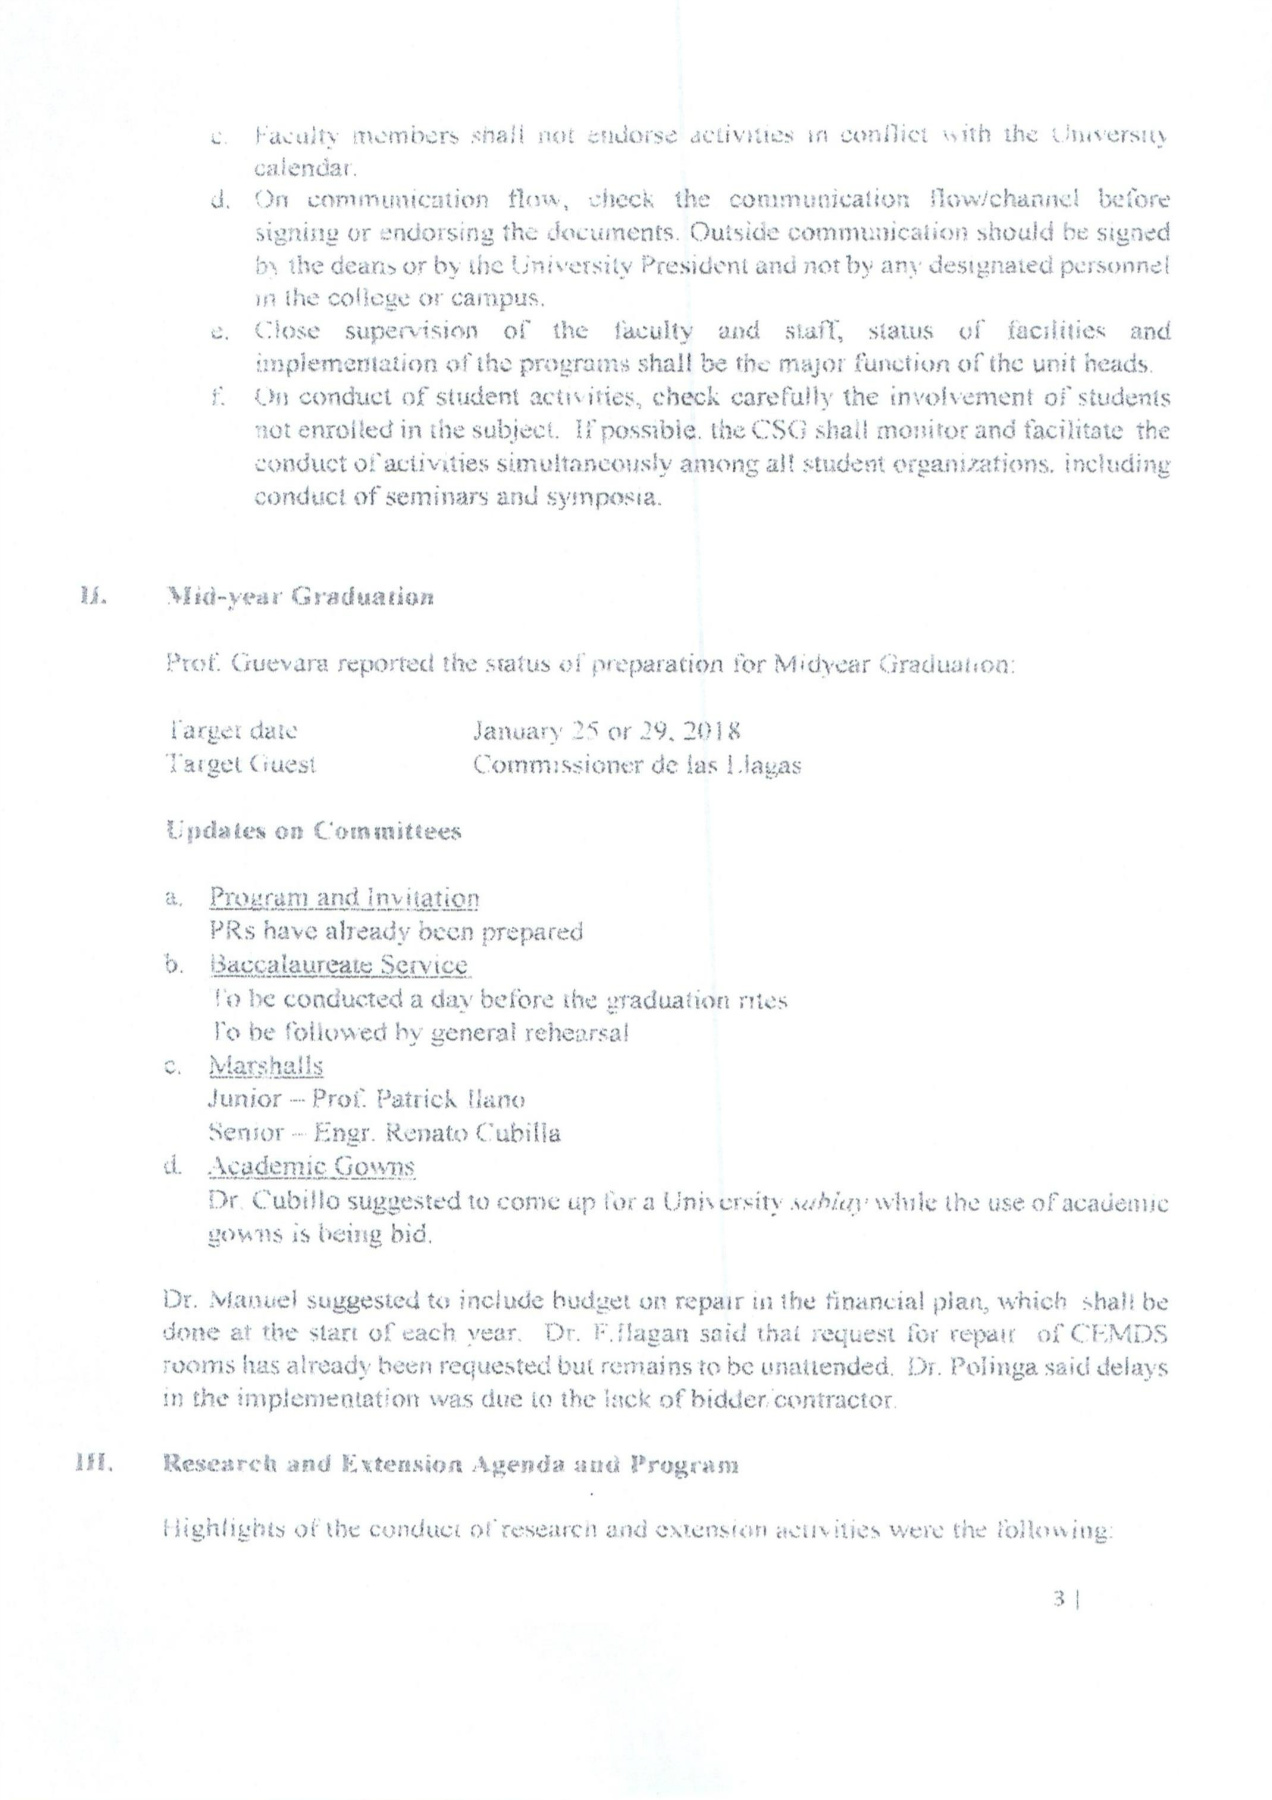 c. Faculty members shall not endorse activities in conflict with the University
calendar.
d. On communication flow, check the communication flow/channel before
signing or endorsing the documents. Outside communication should be signed
by the deans or by the University President and not by any designated personnel
in the college or campus.
e. Close supervision of the faculty and staff, status of facilities and
implementation of the programs shall be the major function of the unit heads.
f. On conduct of student activities, check carefully the involvement of students
not enrolled in the subject. If possible, the CSG shall monitor and facilitate the
conduct of activities simultaneously among all student organizations, including
conduct of seminars and symposia.
II. Mid-year Graduation
Prof. Guevara reported the status of preparation for Midyear Graduation:
Target date January 25 or 29, 2018
Target Guest Commissioner de las Llagas
Updates on Committees
a. Program and Invitation
PRs have already been prepared
b. Baccalaureate Service
To be conducted a day before the graduation rites
To be followed by general rehearsal
c. Marshalls
Junior – Prof. Patrick Ilano
Senior – Engr. Renato Cubilla
d. Academic Gowns
Dr. Cubillo suggested to come up for a University sablay while the use of academic
gowns is being bid.
Dr. Manuel suggested to include budget on repair in the financial plan, which shall be
done at the start of each year. Dr. F.Ilagan said that request for repair of CEMDS
rooms has already been requested but remains to be unattended. Dr. Polinga said delays
in the implementation was due to the lack of bidder/contractor.
III. Research and Extension Agenda and Program
Highlights of the conduct of research and extension activities were the following:
3 |